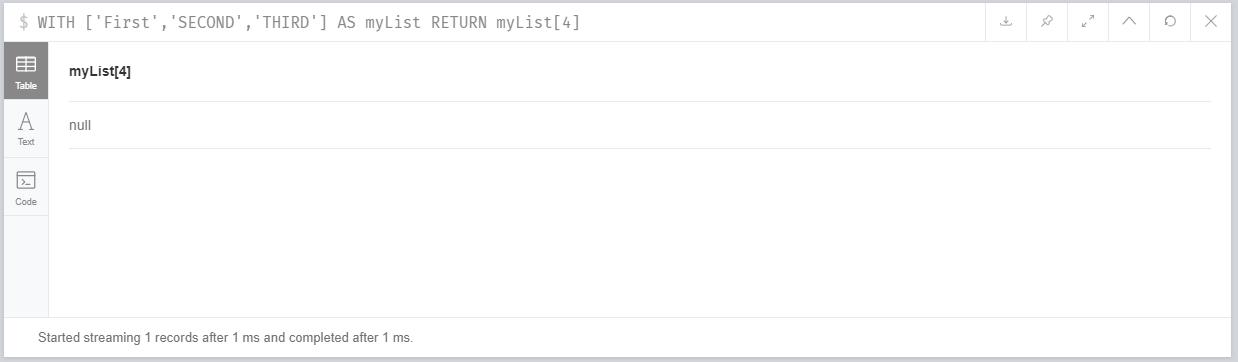 $ WITH ['First','SECOND','THIRD'] AS myList RETURN myList[4]
myList[4]
Table
null
Text
Code
Started streaming 1 records after 1 ms and completed after 1 ms.